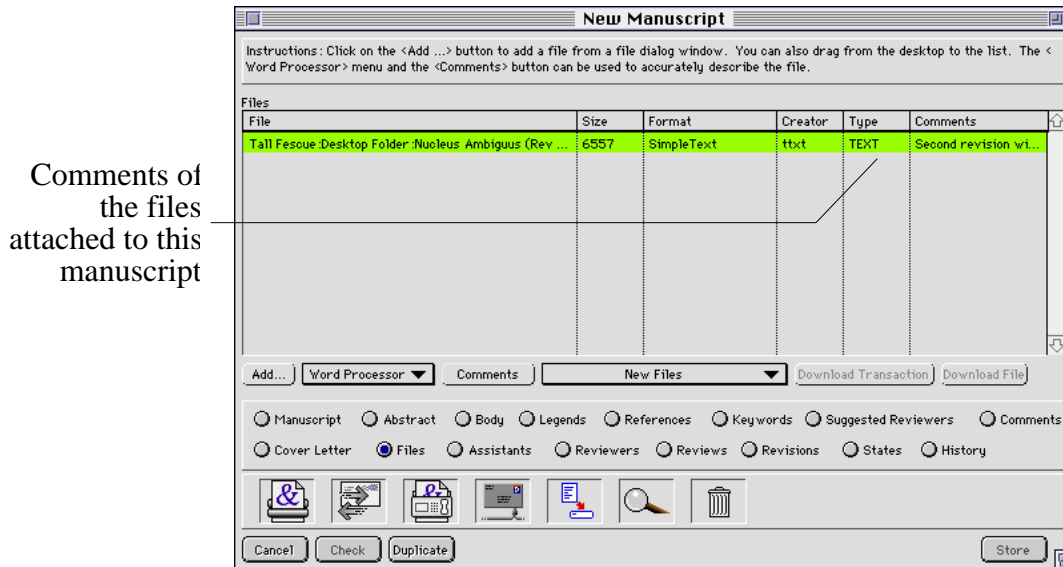 New Manuscript
Instructions: Click on the <Add ...> button to add a file from a file dialog window. You can also drag from the desktop to the list. The <
Word Processor> menu and the <Comments> button can be used to accurately describe the file.
Files
File Size Format Creator Type Comments
Tall Fescue:Desktop Folder:Nucleus Ambiguus (Rev ... 6557 SimpleText ttxt TEXT Second revision wi...
Comments of
the files
attached to this
manuscript
Add... Word Processor Comments New Files Download Transaction Download File
Manuscript Abstract Body Legends References Keywords Suggested Reviewers Comments
Cover Letter Files Assistants Reviewers Reviews Revisions States History
& &
Cancel Check Duplicate Store